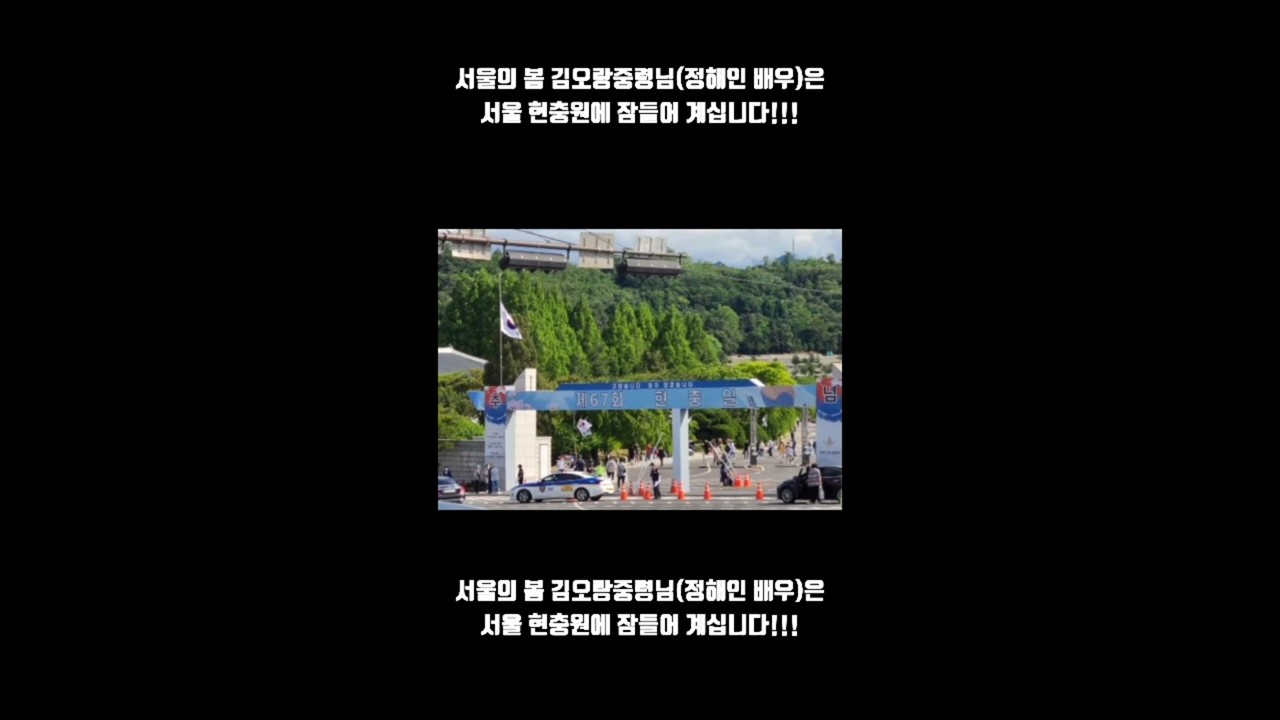 서울의 봄 김오랑중령님(정해인 배우)은
서울 현충원에 잠들어 계십니다!!!
제67회 현충일
추
념
서울의 봄 김오랑중령님(정해인 배우)은
서울 현충원에 잠들어 계십니다!!!